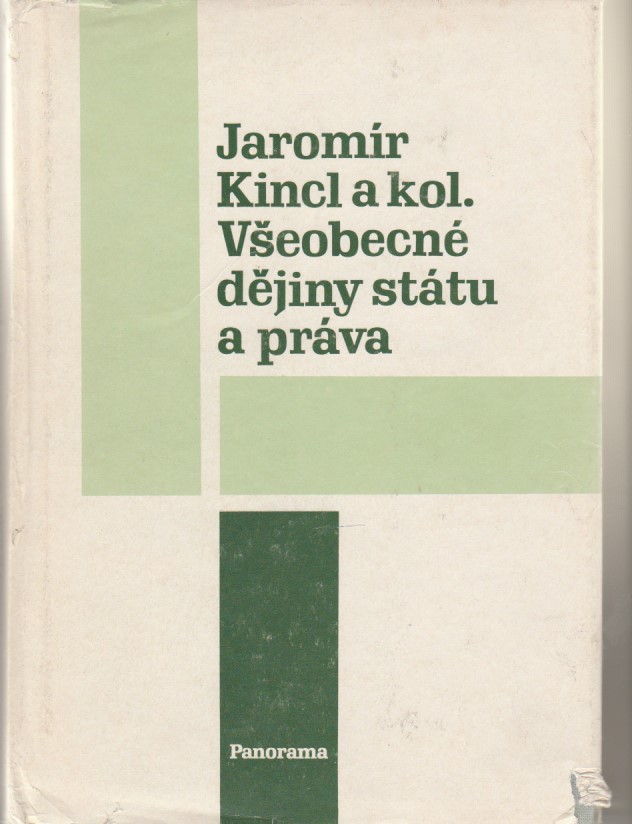 Jaromír
Kincl a kol.
Všeobecné
dějiny státu
a práva
Panorama